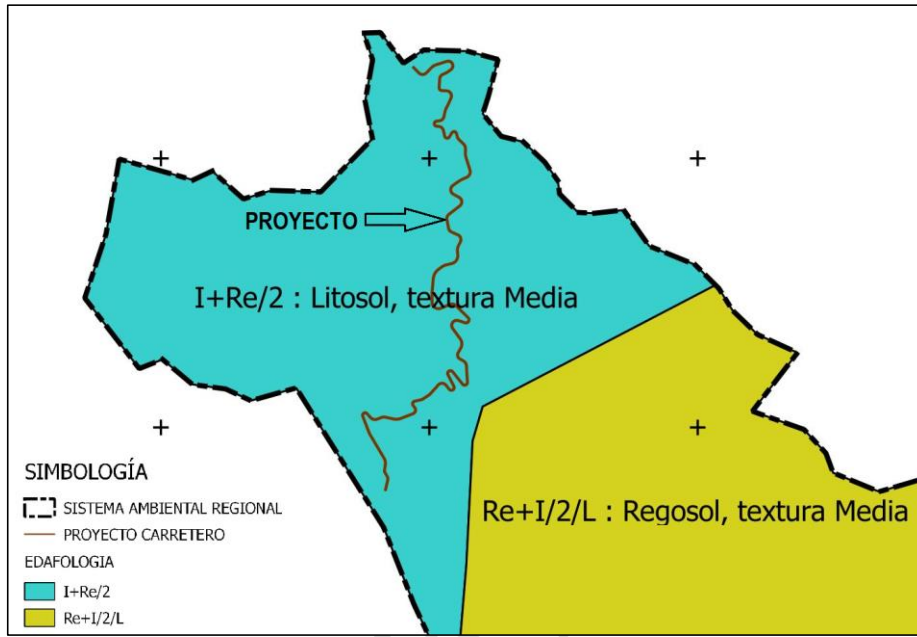 PROYECTO
I+Re/2 : Litosol, textura Media
Re+I/2/L : Regosol, textura Media
SIMBOLOGÍA
SISTEMA AMBIENTAL REGIONAL
PROYECTO CARRETERO
EDAFOLOGIA
I+Re/2
Re+I/2/L